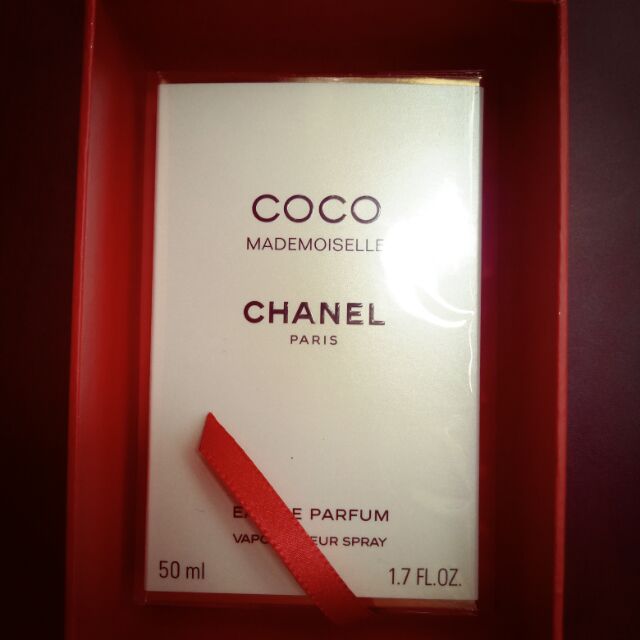 COCO
MADEMOISELLE
CHANEL
PARIS
PARFUM
SPRAY
50 ml
1.7 FL.OZ.